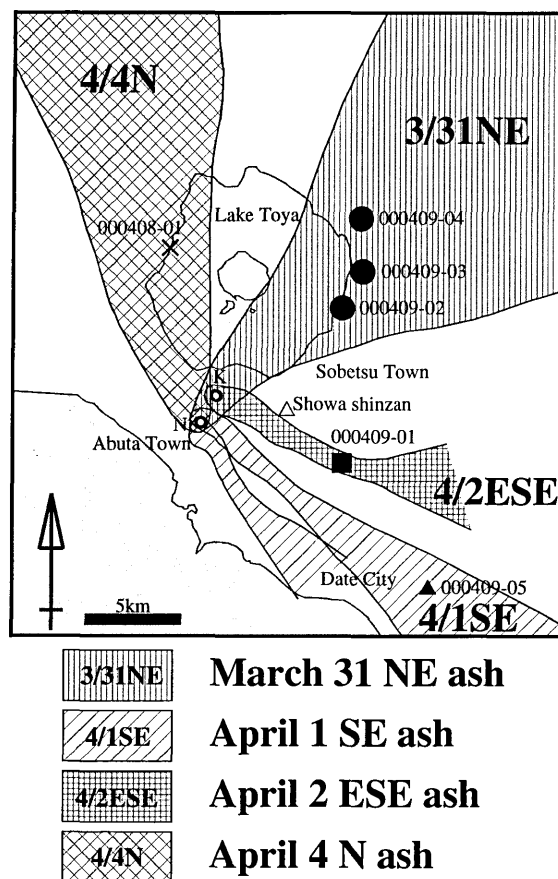 4/4N
3/31NE
Lake Toya
000408-01
000409-04
000409-03
000409-02
K
Sobetsu Town
Showa shinzan
N
Abuta Town
000409-01
4/2ESE
Date City
000409-05
5km
4/1SE
3/31NE March 31 NE ash
4/1SE April 1 SE ash
4/2ESE April 2 ESE ash
4/4N April 4 N ash